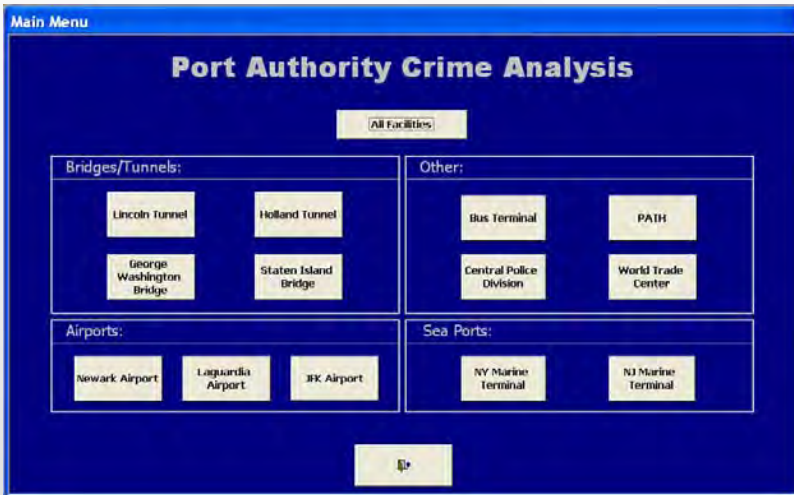 Main Menu
Port Authority Crime Analysis
All Facilities
Bridges/Tunnels:
Lincoln Tunnel
Holland Tunnel
George
Washington
Bridge
Staten Island
Bridge
Other:
Bus Terminal
PATH
Central Police
Division
World Trade
Center
Airports:
Newark Airport
Laguardia
Airport
JFK Airport
Sea Ports:
NY Marine
Terminal
NJ Marine
Terminal